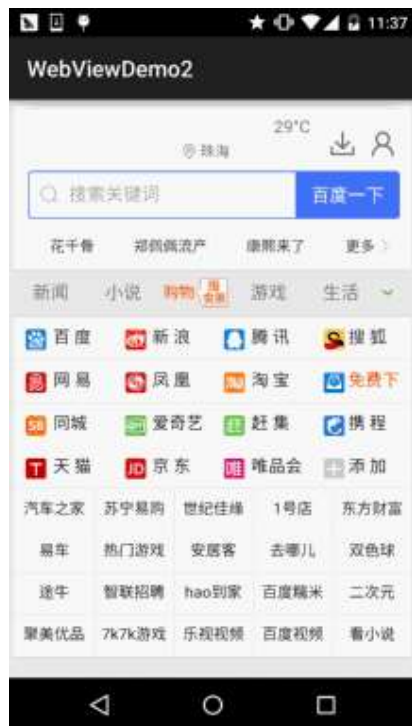 11:37
WebViewDemo2
29°C
珠海
搜索关键词 百度一下
花千骨 郑佩佩流产 康熙来了 更多
新闻 小说 购物 游戏 生活
百度 新浪 腾讯 搜狐
网易 凤凰 淘宝 免费下
58 同城 爱奇艺 赶集 携程
天猫 JD 京东 唯 唯品会 添加
汽车之家 苏宁易购 世纪佳缘 1号店 东方财富
易车 热门游戏 安居客 去哪儿 双色球
途牛 智联招聘 hao到家 百度糯米 二次元
聚美优品 7k7k游戏 乐视视频 百度视频 看小说